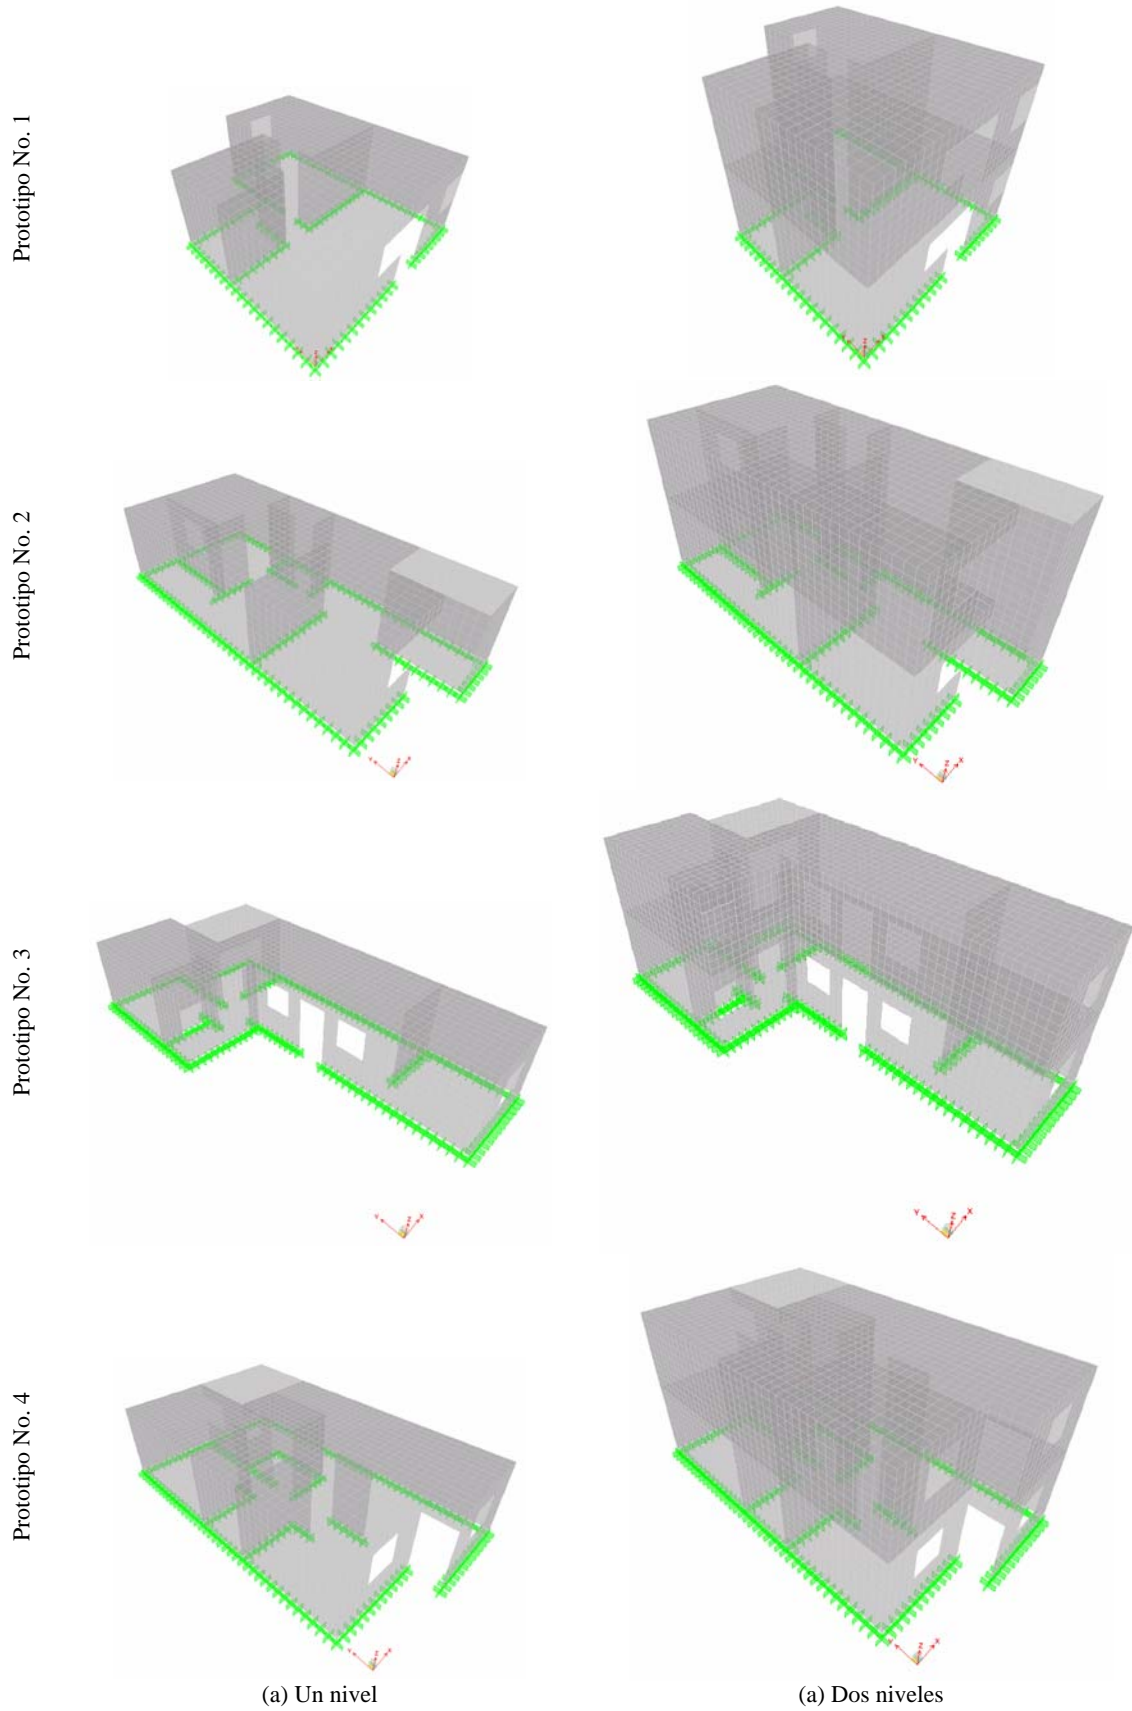 Prototipo No. 1
Prototipo No. 2
Y Z X
Y Z X
Prototipo No. 3
Y Z X
Y Z X
Prototipo No. 4
Y Z X
Y Z X
(a) Un nivel
(a) Dos niveles